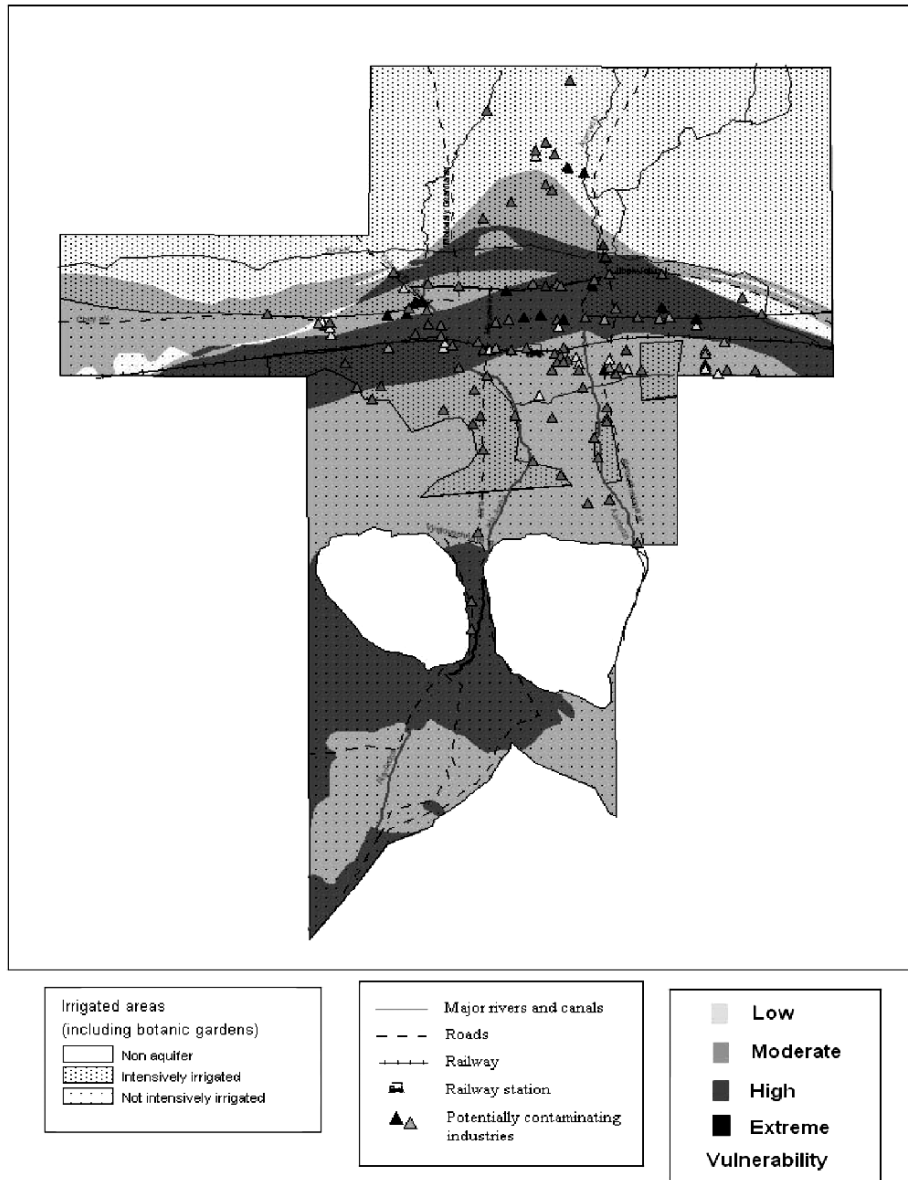 Irrigated areas
(including botanic gardens)
Non aquifer
Intensively irrigated
Not intensively irrigated
Major rivers and canals
Roads
Railway
Railway station
Potentially contaminating
industries
Low
Moderate
High
Extreme
Vulnerability